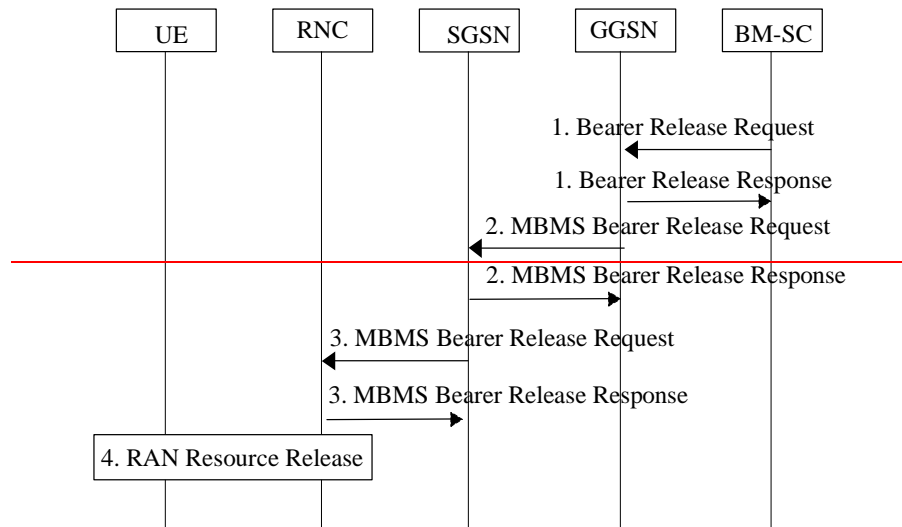 UE RNC SGSN GGSN BM-SC
1. Bearer Release Request
1. Bearer Release Response
2. MBMS Bearer Release Request
2. MBMS Bearer Release Response
3. MBMS Bearer Release Request
3. MBMS Bearer Release Response
4. RAN Resource Release